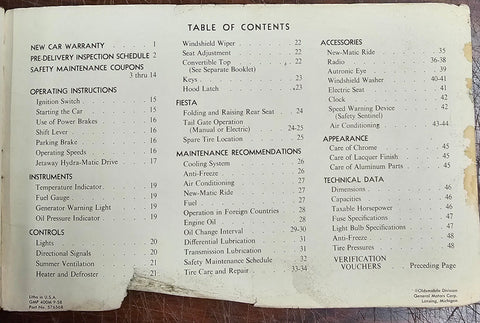 TABLE OF CONTENTS
NEW CAR WARRANTY . . 1
PRE-DELIVERY INSPECTION SCHEDULE 2
SAFETY MAINTENANCE COUPONS
3 thru 14
OPERATING INSTRUCTIONS
Ignition Switch . . 15
Starting the Car . . 15
Use of Power Brakes . . 16
Shift Lever . . 16
Parking Brake . . 16
Operating Speeds . . 16
Jetaway Hydra-Matic Drive . . 17
INSTRUMENTS
Temperature Indicator . . 19
Fuel Gauge . . 19
Generator Warning Light . . 19
Oil Pressure Indicator . . 19
CONTROLS
Lights . . 20
Directional Signals . . 20
Summer Ventilation . . 21
Heater and Defroster . . 21
Litho in U.S.A.
GMP 400M 9-58
Part No. 576568
Windshield Wiper . . 22
Seat Adjustment . . 22
Convertible Top . . 22
(See Separate Booklet)
Keys . . 23
Hood Latch . . 23
FIESTA
Folding and Raising Rear Seat . . 24
Tail Gate Operation
(Manual or Electric) . . 24-25
Spare Tire Location . . 25
MAINTENANCE RECOMMENDATIONS
Cooling System . . 26
Anti-Freeze . . 26
Air Conditioning . . 27
New-Matic Ride . . 27
Fuel . . 27
Operation in Foreign Countries . . 28
Engine Oil . . 28
Oil Change Interval . . 29-30
Differential Lubrication . . 31
Transmission Lubrication . . 31
Safety Maintenance Schedule . . 32
Tire Care and Repair . . 33-34
ACCESSORIES
New-Matic Ride . . 35
Radio . . 36-38
Autronic Eye . . 39
Windshield Washer . . 40-41
Electric Seat . . 41
Clock . . 42
Speed Warning Device . . 42
(Safety Sentinel)
Air Conditioning . . 43-44
APPEARANCE
Care of Chrome . . 45
Care of Lacquer Finish . . 45
Care of Aluminum Parts . . 45
TECHNICAL DATA
Dimensions . . 46
Capacities . . 46
Taxable Horsepower . . 46
Fuse Specifications . . 47
Light Bulb Specifications . . 47
Anti-Freeze . . 48
Tire Pressures . . 48
VERIFICATION
VOUCHERS . . Preceding Page
©Oldsmobile Division
General Motors Corp.
Lansing, Michigan